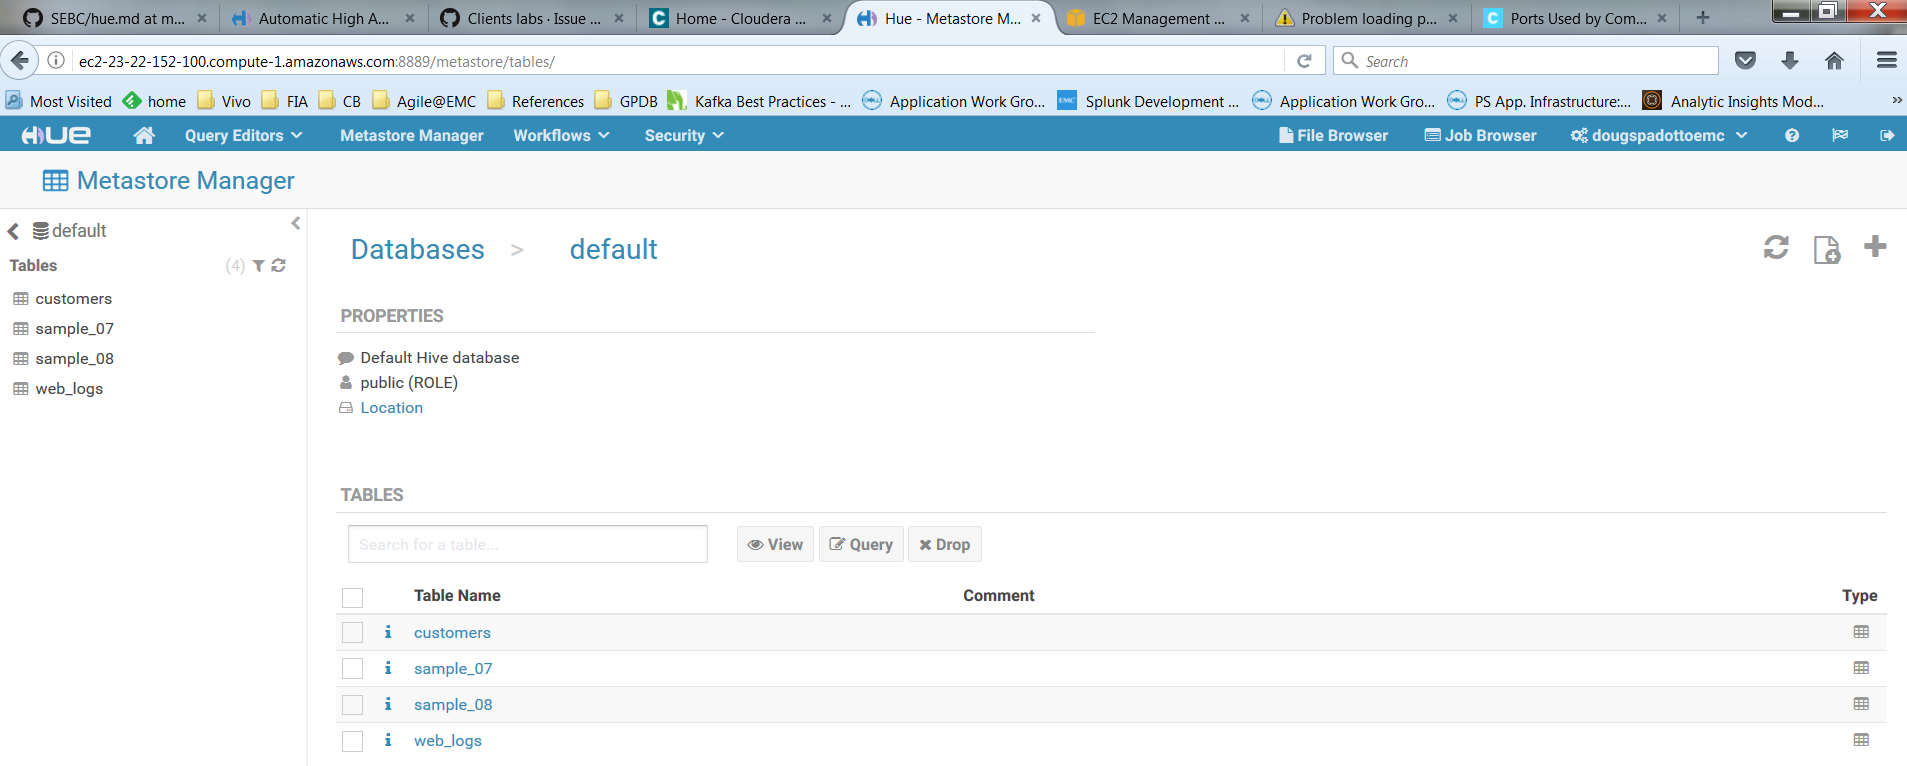 SEBC/hue.md at m... Automatic High A... Clients labs · Issue ... Home - Cloudera ... Hue - Metastore M... EC2 Management ... Problem loading p... Ports Used by Com...
ec2-23-22-152-100.compute-1.amazonaws.com:8889/metastore/tables/ Search
Most Visited home Vivo FIA CB Agile@EMC References GPDB Kafka Best Practices - ... Application Work Gro... Splunk Development ... Application Work Gro... PS App. Infrastructure:... Analytic Insights Mod... »
HUE Query Editors Metastore Manager Workflows Security File Browser Job Browser dougspadottoemc
Metastore Manager
default
Tables (4)
customers
sample_07
sample_08
web_logs
Databases > default
PROPERTIES
Default Hive database
public (ROLE)
Location
TABLES
Search for a table... View Query Drop
Table Name Comment Type
customers
sample_07
sample_08
web_logs